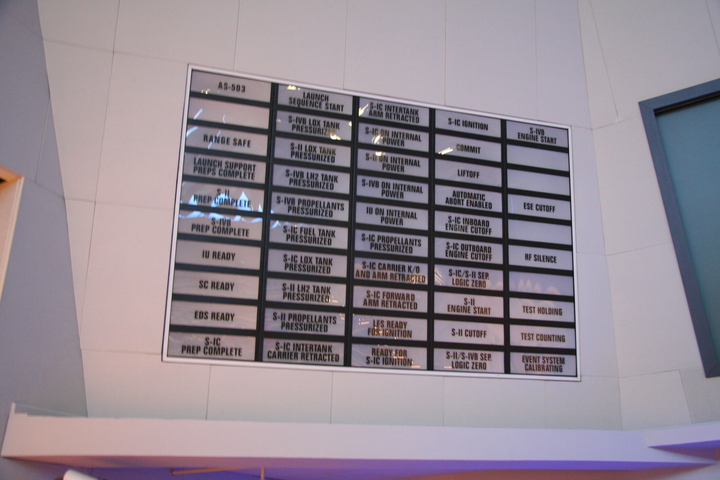 AS-503
RANGE SAFE
LAUNCH SUPPORT
PREPS COMPLETE
S-II
PREP COMPLETE
S-IVB
PREP COMPLETE
IU READY
SC READY
EDS READY
S-IC
PREP COMPLETE
LAUNCH
SEQUENCE START
S-IVB LOX TANK
PRESSURIZED
S-II LOX TANK
PRESSURIZED
S-IVB LH2 TANK
PRESSURIZED
S-IVB PROPELLANTS
PRESSURIZED
S-IC FUEL TANK
PRESSURIZED
S-IC LOX TANK
PRESSURIZED
S-II LH2 TANK
PRESSURIZED
S-II PROPELLANTS
PRESSURIZED
S-IC INTERTANK
CARRIER RETRACTED
S-IC INTERTANK
ARM RETRACTED
S-IC ON INTERNAL
POWER
S-II ON INTERNAL
POWER
S-IVB ON INTERNAL
POWER
IU ON INTERNAL
POWER
S-IC PROPELLANTS
PRESSURIZED
S-IC CARRIER K/O
AND ARM RETRACTED
S-IC FORWARD
ARM RETRACTED
LES READY
FOR IGNITION
READY FOR
S-IC IGNITION
S-IC IGNITION
COMMIT
LIFTOFF
AUTOMATIC
ABORT ENABLED
S-IC INBOARD
ENGINE CUTOFF
S-IC OUTBOARD
ENGINE CUTOFF
S-IC/S-II SEP.
LOGIC ZERO
S-II
ENGINE START
S-II CUTOFF
S-II/S-IVB SEP.
LOGIC ZERO
S-IVB
ENGINE START
ESE CUTOFF
RF SILENCE
TEST HOLDING
TEST COUNTING
EVENT SYSTEM
CALIBRATING